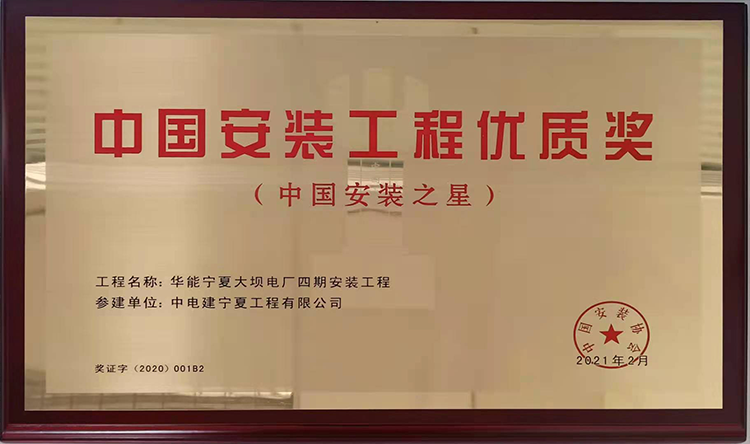 中国安装工程优质奖
（中国安装之星）
工程名称：华能宁夏大坝电厂四期安装工程
参建单位：中电建宁夏工程有限公司
中国安装协会
2021年2月
奖证字（2020）001B2